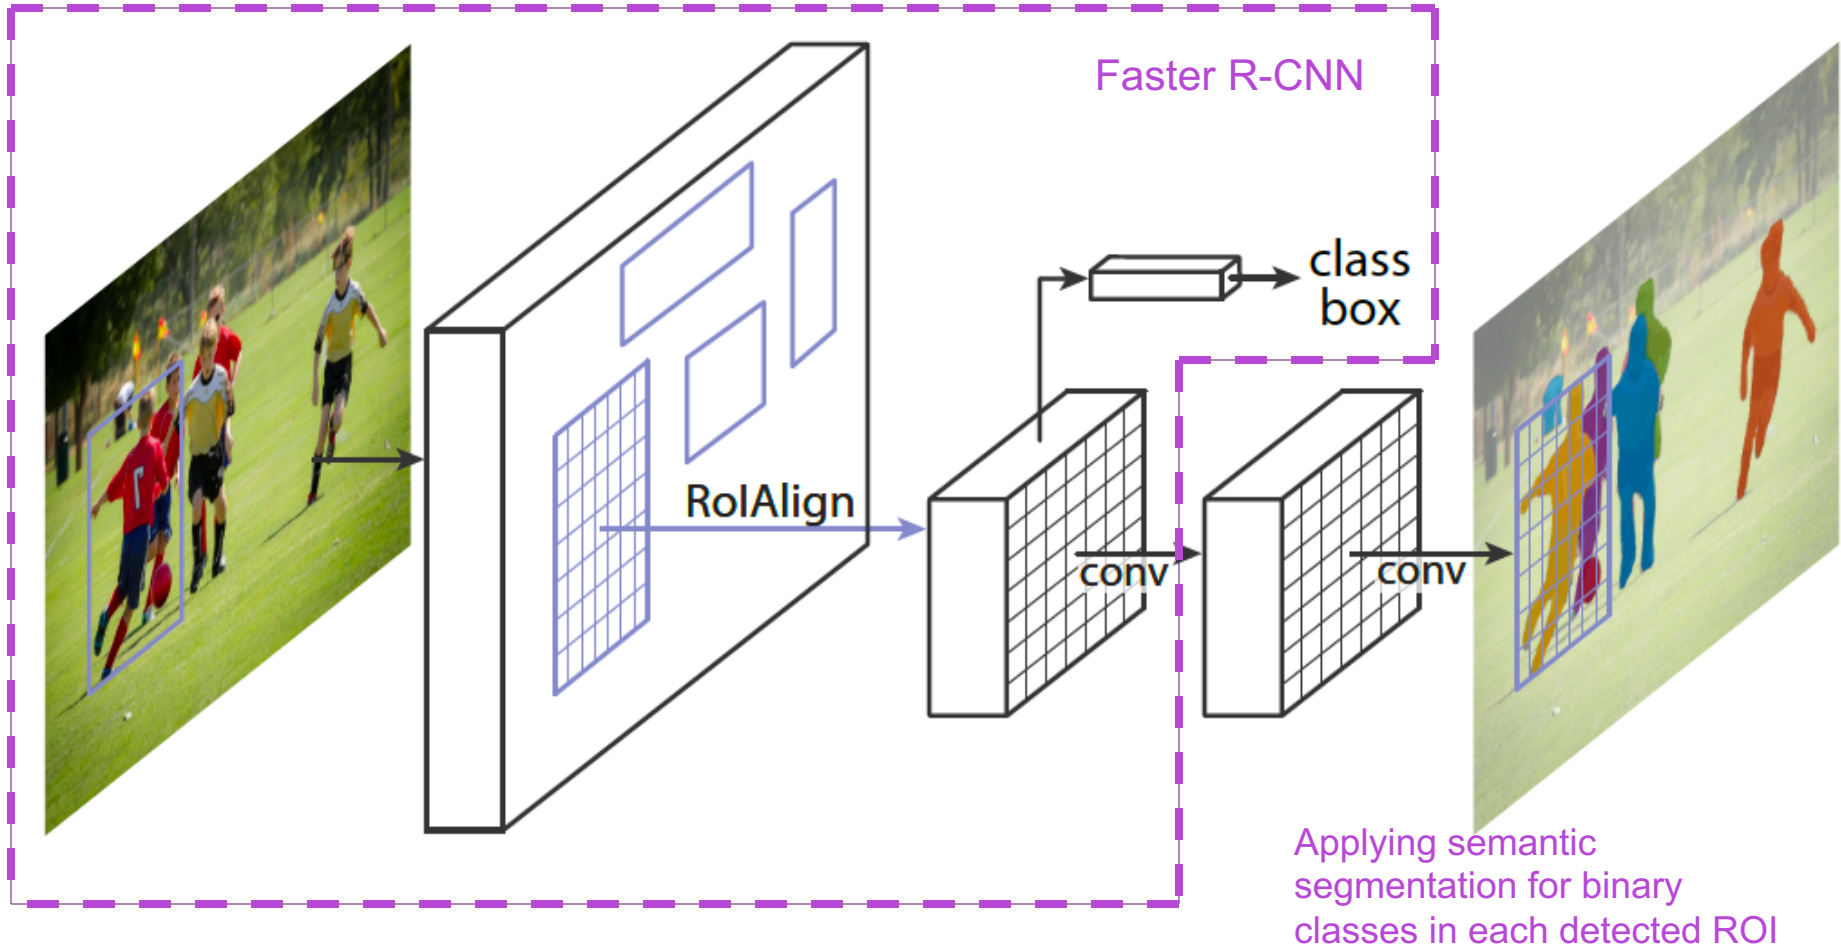 Faster R-CNN
class
box
RoIAlign
conv
conv
Applying semantic
segmentation for binary
classes in each detected ROI